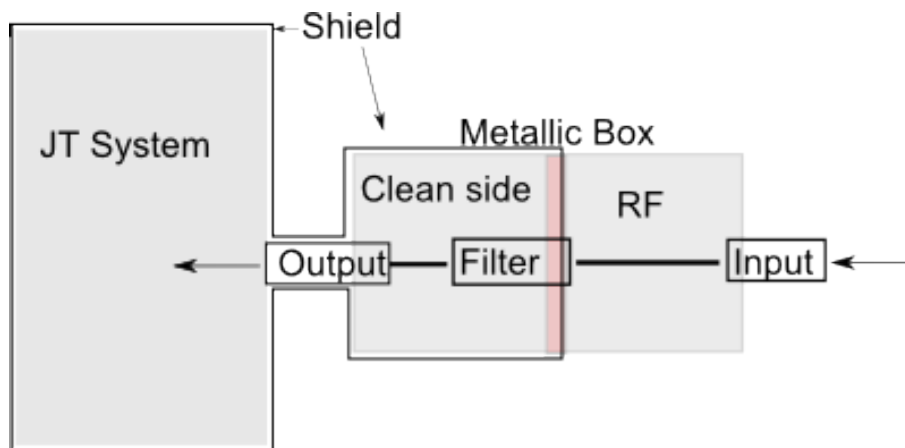 Shield
JT System
Metallic Box
Clean side
RF
Output
Filter
Input